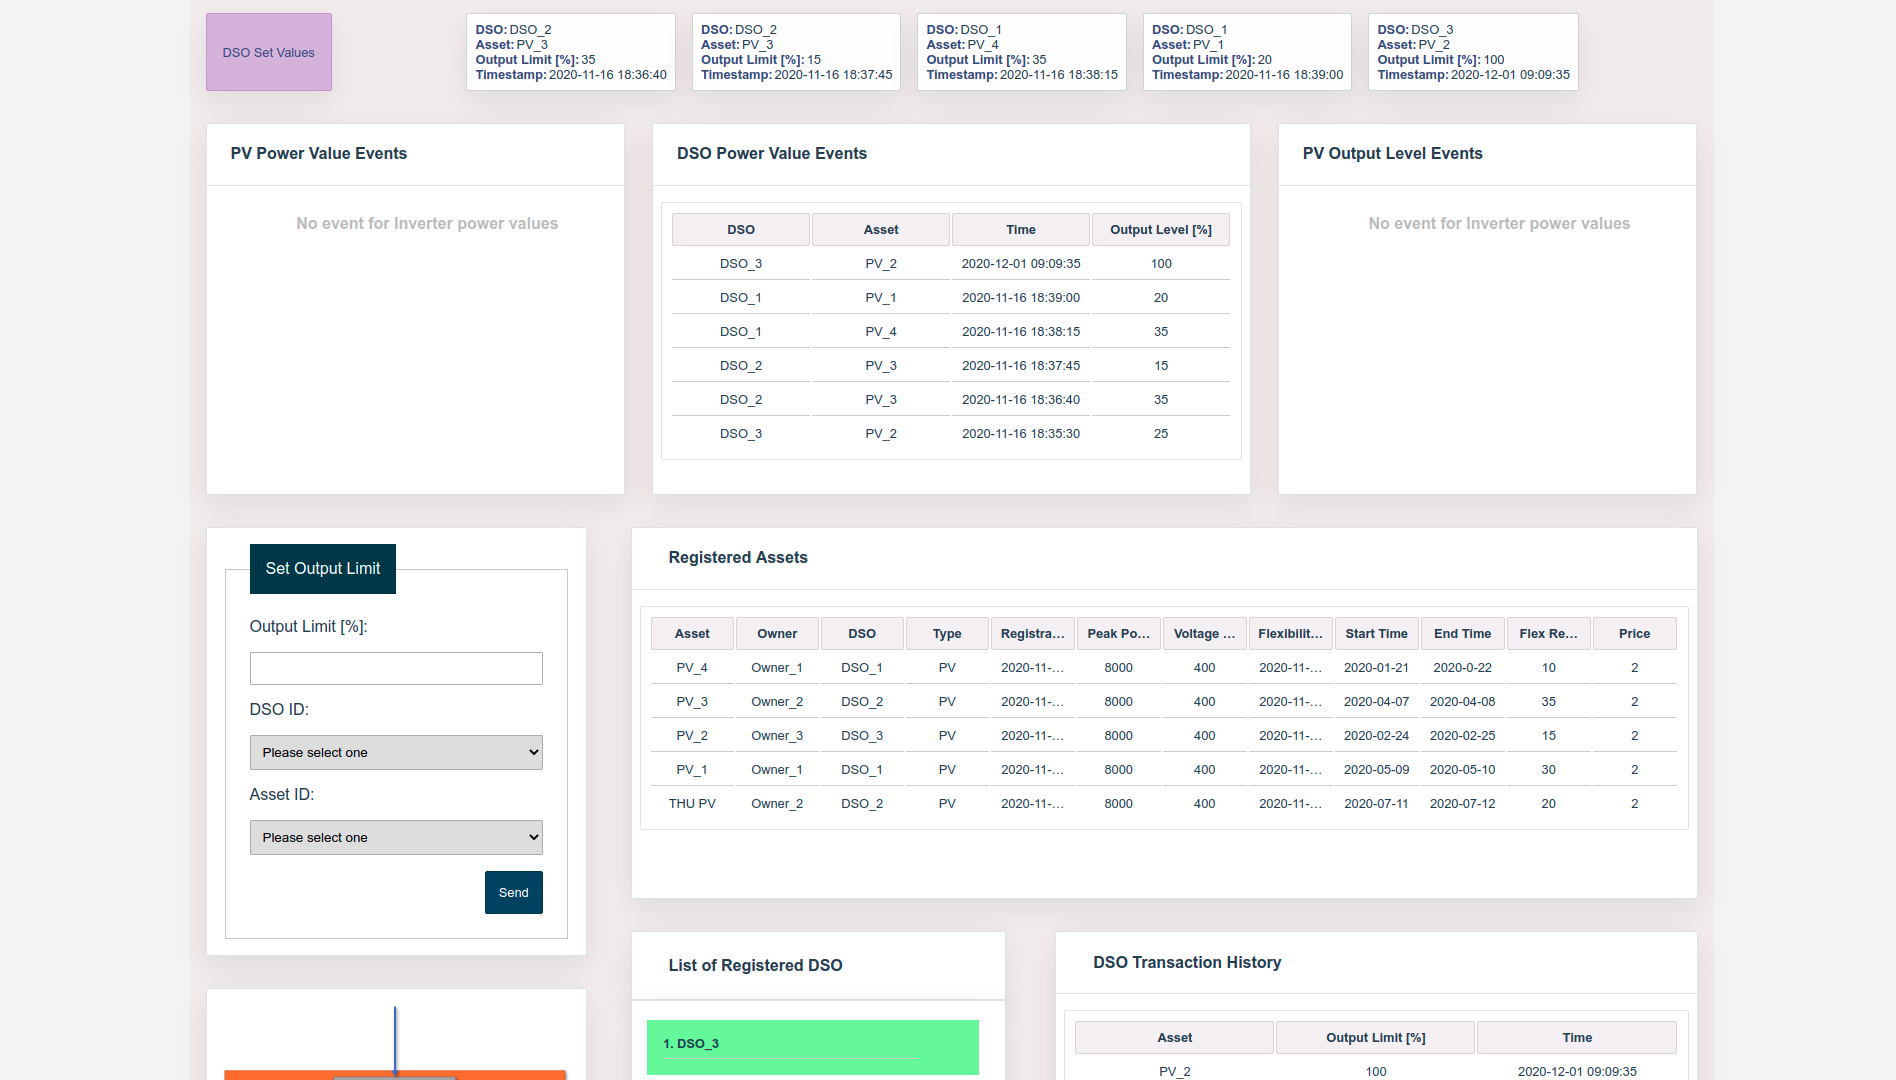 DSO Set Values
DSO: DSO_2
Asset: PV_3
Output Limit [%]: 35
Timestamp: 2020-11-16 18:36:40
DSO: DSO_2
Asset: PV_3
Output Limit [%]: 15
Timestamp: 2020-11-16 18:37:45
DSO: DSO_1
Asset: PV_4
Output Limit [%]: 35
Timestamp: 2020-11-16 18:38:15
DSO: DSO_1
Asset: PV_1
Output Limit [%]: 20
Timestamp: 2020-11-16 18:39:00
DSO: DSO_3
Asset: PV_2
Output Limit [%]: 100
Timestamp: 2020-12-01 09:09:35
PV Power Value Events
No event for Inverter power values
DSO Power Value Events
DSO Asset Time Output Level [%]
DSO_3 PV_2 2020-12-01 09:09:35 100
DSO_1 PV_1 2020-11-16 18:39:00 20
DSO_1 PV_4 2020-11-16 18:38:15 35
DSO_2 PV_3 2020-11-16 18:37:45 15
DSO_2 PV_3 2020-11-16 18:36:40 35
DSO_3 PV_2 2020-11-16 18:35:30 25
PV Output Level Events
No event for Inverter power values
Set Output Limit
Output Limit [%]:
DSO ID:
Please select one
Asset ID:
Please select one
Send
Registered Assets
Asset Owner DSO Type Registra... Peak Po... Voltage ... Flexibilit... Start Time End Time Flex Re... Price
PV_4 Owner_1 DSO_1 PV 2020-11-... 8000 400 2020-11-... 2020-01-21 2020-0-22 10 2
PV_3 Owner_2 DSO_2 PV 2020-11-... 8000 400 2020-11-... 2020-04-07 2020-04-08 35 2
PV_2 Owner_3 DSO_3 PV 2020-11-... 8000 400 2020-11-... 2020-02-24 2020-02-25 15 2
PV_1 Owner_1 DSO_1 PV 2020-11-... 8000 400 2020-11-... 2020-05-09 2020-05-10 30 2
THU PV Owner_2 DSO_2 PV 2020-11-... 8000 400 2020-11-... 2020-07-11 2020-07-12 20 2
List of Registered DSO
1. DSO_3
DSO Transaction History
Asset Output Limit [%] Time
PV_2 100 2020-12-01 09:09:35